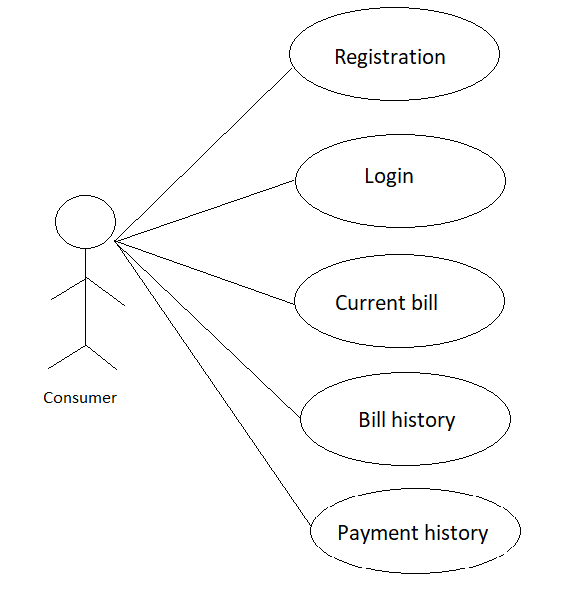 Registration
Login
Current bill
Consumer
Bill history
Payment history